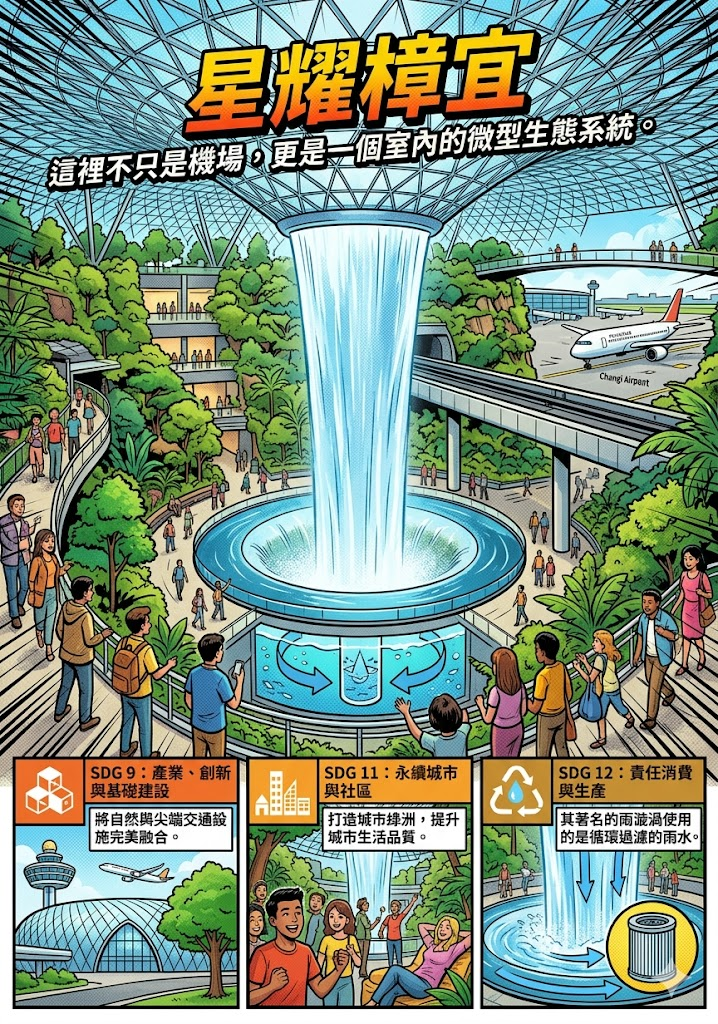 星耀樟宜
這裡不只是機場，更是一個室內的微型生態系統。
Changi Airport
SDG 9：產業、創新
與基礎建設
將自然與尖端交通設
施完美融合。
SDG 11：永續城市
與社區
打造城市綠洲，提升
城市生活品質。
SDG 12：責任消費
與生產
其著名的雨漩渦使用
的是循環過濾的雨水。